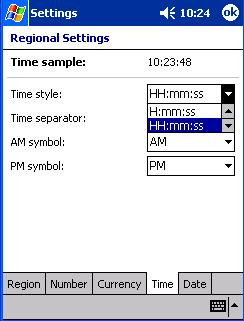 Settings 10:24 ok
Regional Settings
Time sample: 10:23:48
Time style: HH:mm:ss
H:mm:ss
Time separator: HH:mm:ss
AM symbol: AM
PM symbol: PM
Region Number Currency Time Date